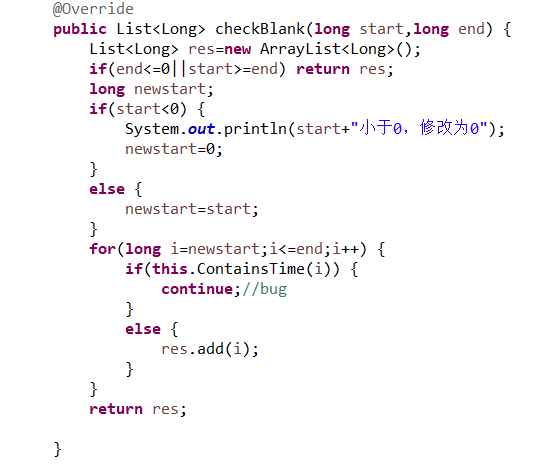 @Override
public List<Long> checkBlank(long start,long end) {
    List<Long> res=new ArrayList<Long>();
    if(end<=0||start>=end) return res;
    long newstart;
    if(start<0) {
        System.out.println(start+"小于0，修改为0");
        newstart=0;
    }
    else {
        newstart=start;
    }
    for(long i=newstart;i<=end;i++) {
        if(this.ContainsTime(i)) {
            continue;//bug
        }
        else {
            res.add(i);
        }
    }
    return res;
}